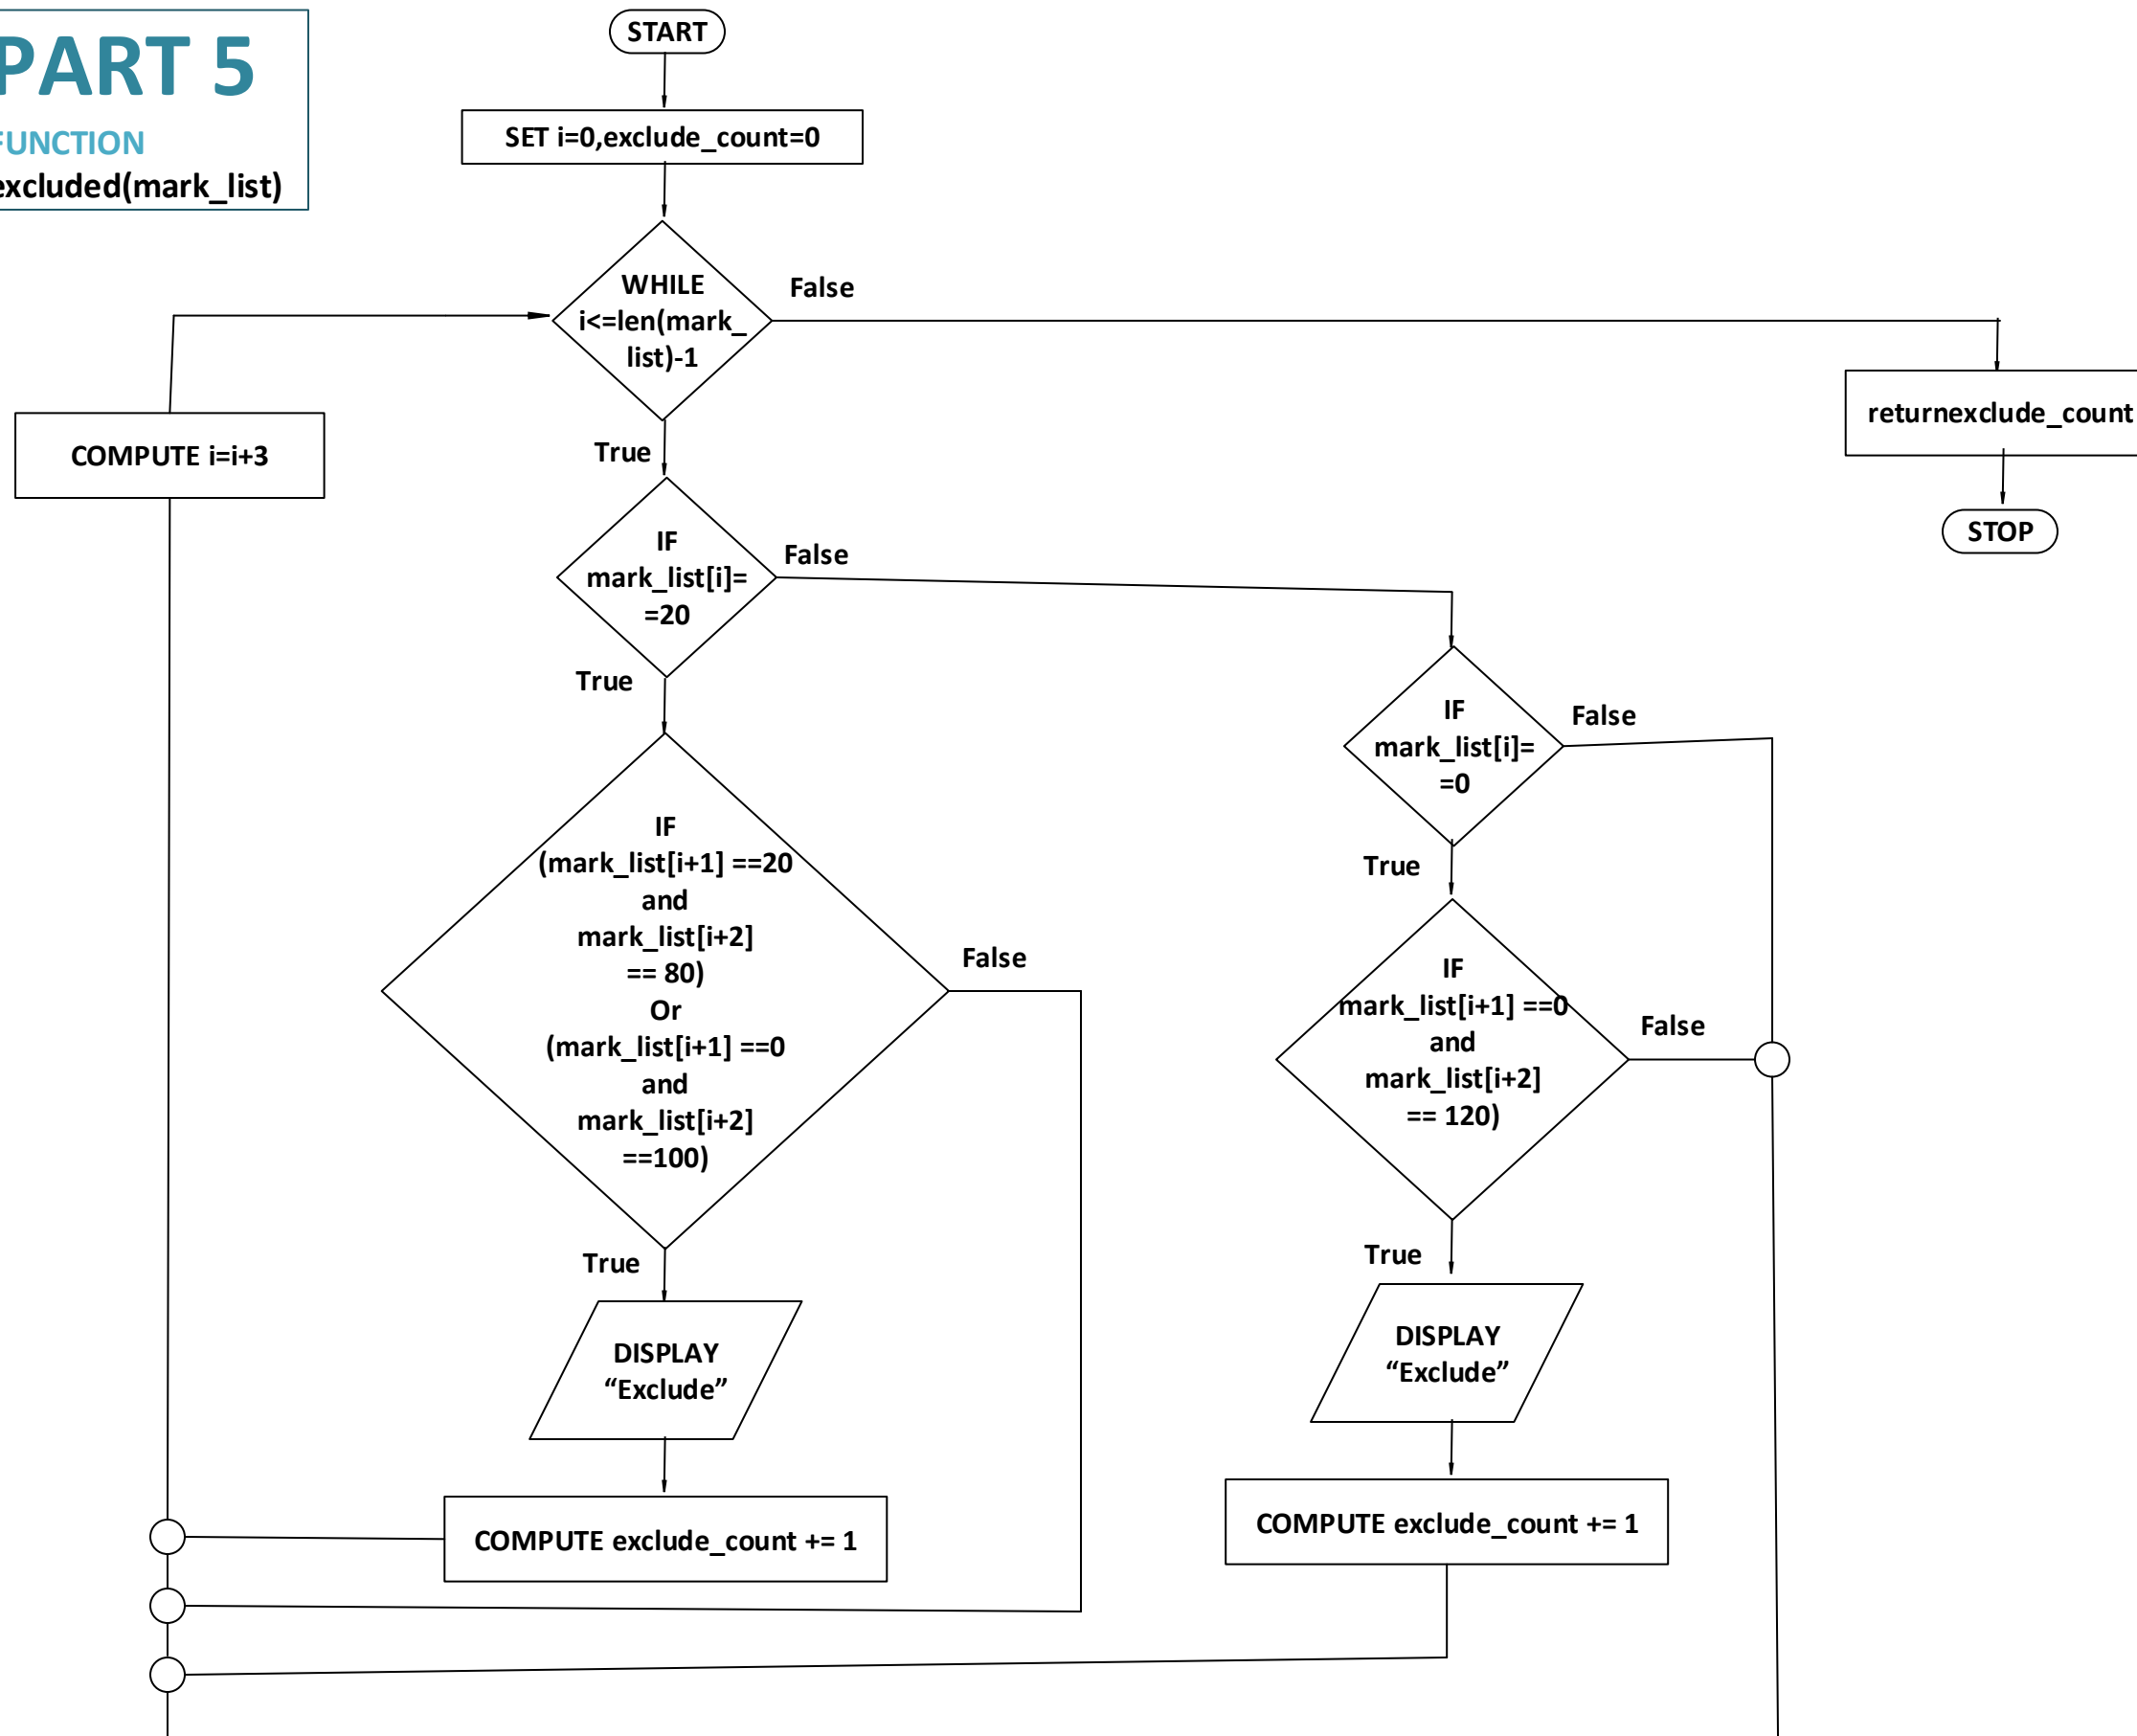 PART 5
FUNCTION
excluded(mark_list)
START
SET i=0,exclude_count=0
WHILE
i<=len(mark_
list)-1
False
True
COMPUTE i=i+3
returnexclude_count
STOP
IF
mark_list[i]=
=20
False
True
IF
mark_list[i]=
=0
False
True
IF
(mark_list[i+1] ==20
and
mark_list[i+2]
== 80)
Or
(mark_list[i+1] ==0
and
mark_list[i+2]
==100)
False
True
IF
mark_list[i+1] ==0
and
mark_list[i+2]
== 120)
False
True
DISPLAY
“Exclude”
DISPLAY
“Exclude”
COMPUTE exclude_count += 1
COMPUTE exclude_count += 1